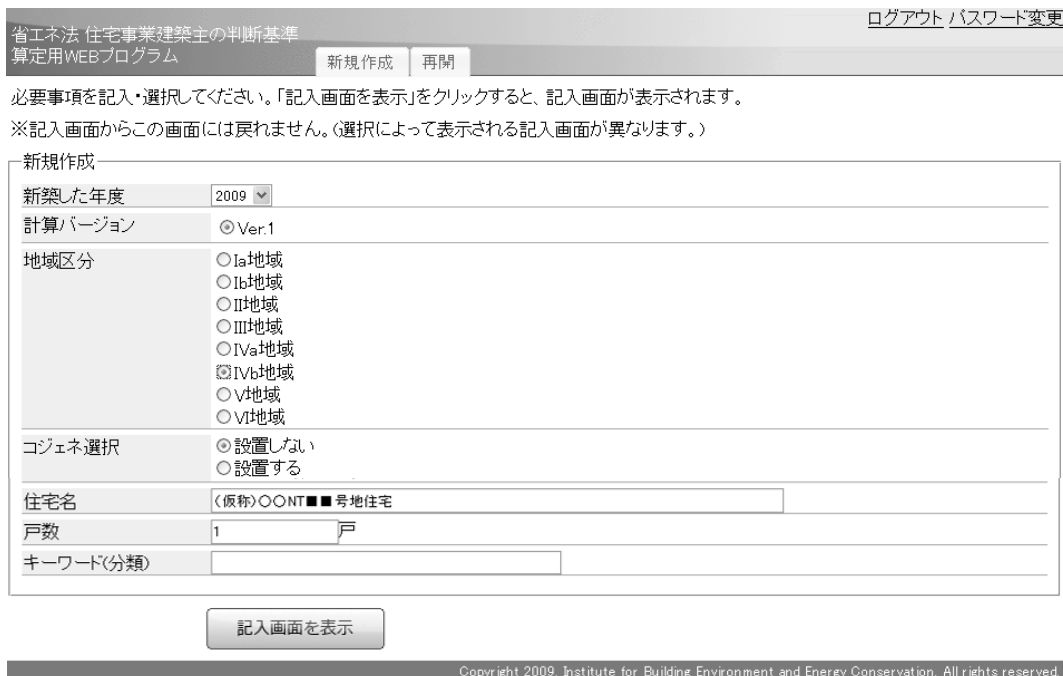 ログアウト パスワード変更
省エネ法 住宅事業建築主の判断基準
算定用WEBプログラム
新規作成 再開
必要事項を記入・選択してください。「記入画面を表示」をクリックすると、記入画面が表示されます。
※記入画面からこの画面には戻れません。(選択によって表示される記入画面が異なります。)
新規作成
新築した年度 2009
計算バージョン Ver.1
地域区分 Ia地域
Ib地域
II地域
III地域
IVa地域
IVb地域
V地域
VI地域
コジェネ選択 設置しない
設置する
住宅名 (仮称)○○NT■■号地住宅
戸数 1 戸
キーワード(分類)
記入画面を表示
Copyright 2009. Institute for Building Environment and Energy Conservation. All rights reserved.